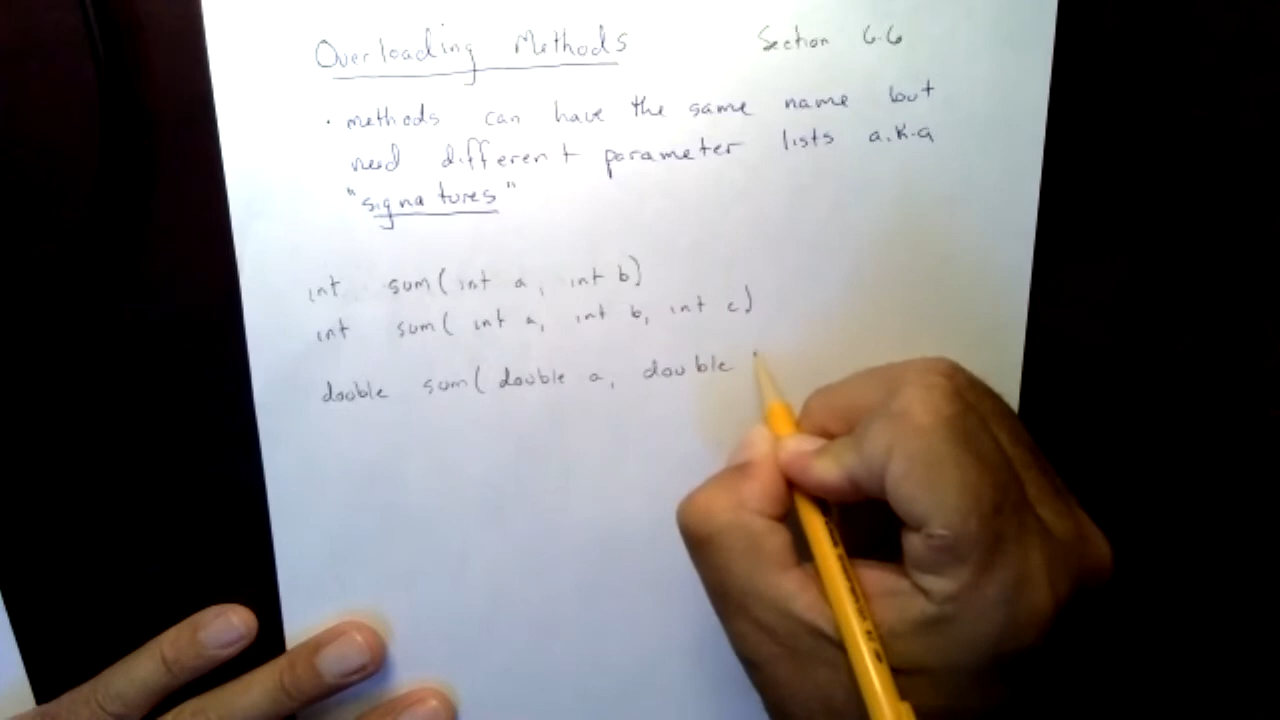 Overloading Methods Section 6.6
· methods can have the same name but
need different parameter lists a.k.a
"signatures"
int sum( int a, int b)
int sum( int a, int b, int c)
double sum( double a, double